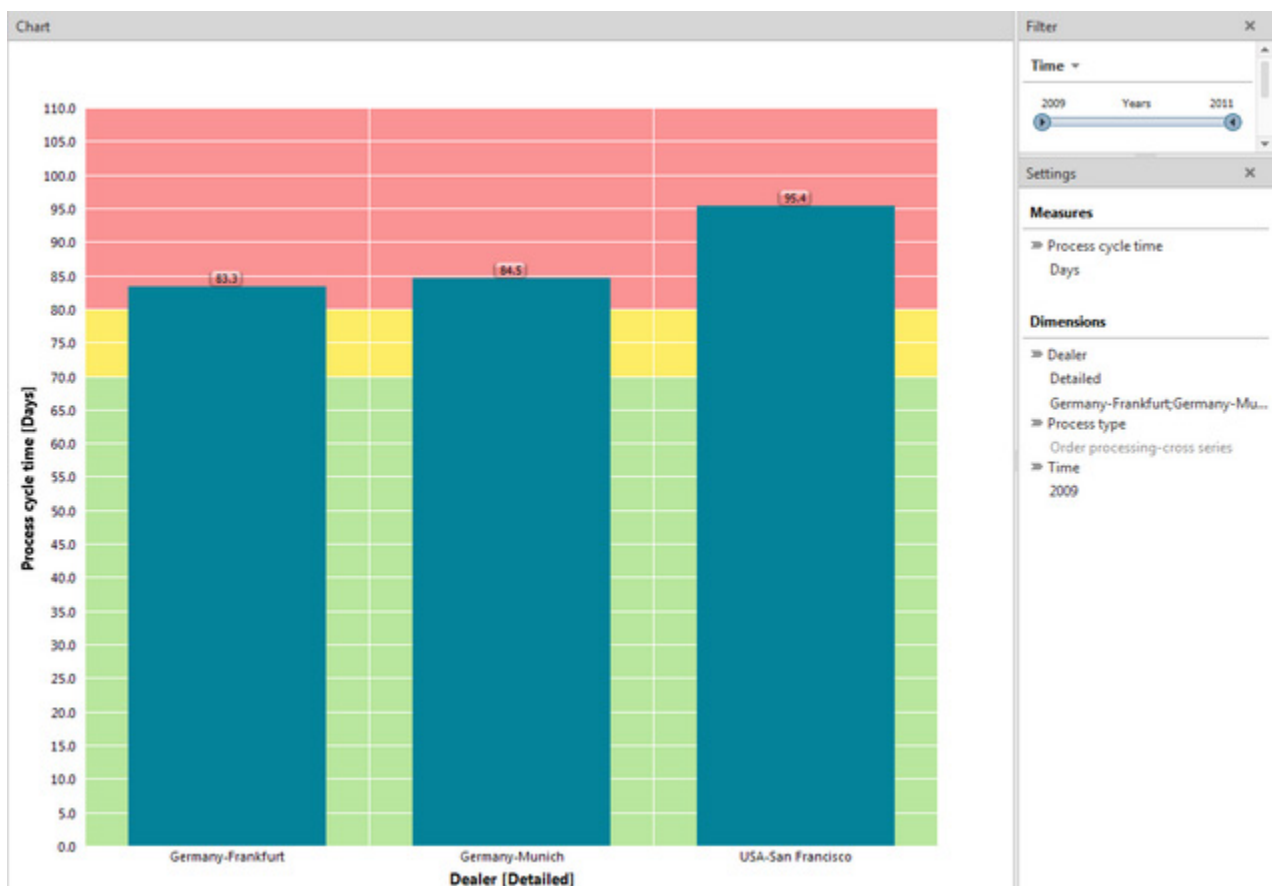 Chart
110.0
105.0
100.0
95.0
90.0
85.0
80.0
75.0
70.0
65.0
60.0
55.0
50.0
45.0
40.0
35.0
30.0
25.0
20.0
15.0
10.0
5.0
0.0
Process cycle time [Days]
83.3
84.5
95.4
Germany-Frankfurt
Germany-Munich
USA-San Francisco
Dealer [Detailed]
Filter
Time
2009 Years 2011
Settings
Measures
Process cycle time
Days
Dimensions
Dealer
Detailed
Germany-Frankfurt;Germany-Mu...
Process type
Order processing-cross series
Time
2009